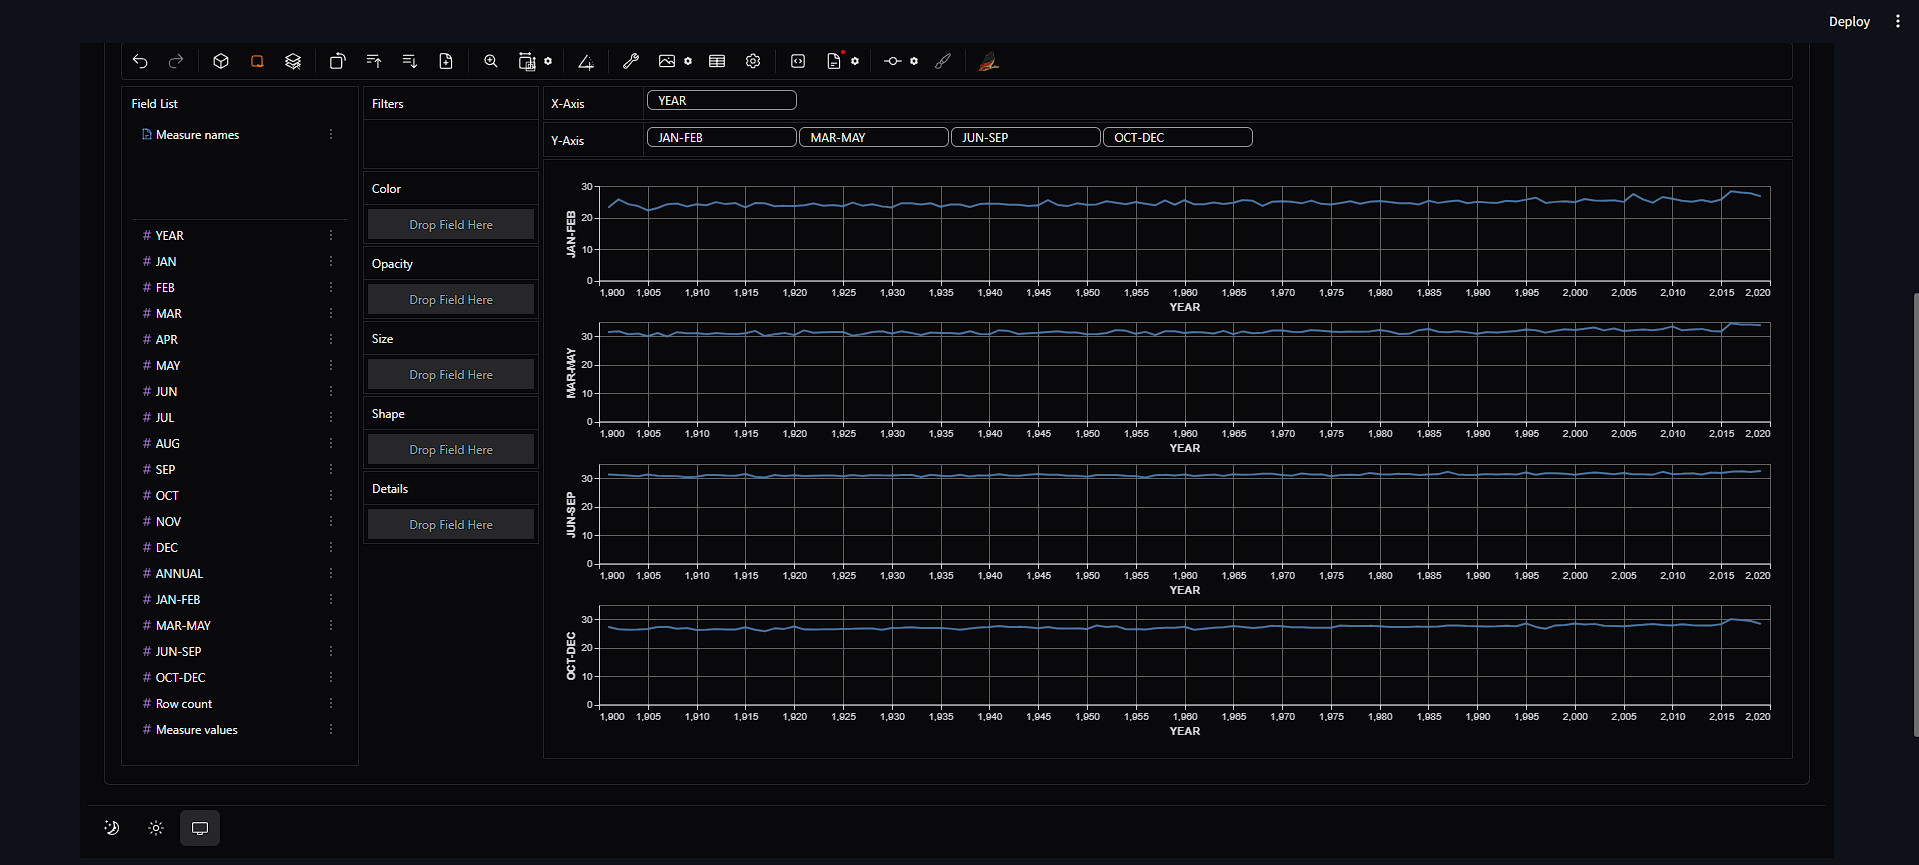 Deploy
Field List
Measure names
YEAR
JAN
FEB
MAR
APR
MAY
JUN
JUL
AUG
SEP
OCT
NOV
DEC
ANNUAL
JAN-FEB
MAR-MAY
JUN-SEP
OCT-DEC
Row count
Measure values
Filters
Color
Drop Field Here
Opacity
Drop Field Here
Size
Drop Field Here
Shape
Drop Field Here
Details
Drop Field Here
X-Axis YEAR
Y-Axis JAN-FEB MAR-MAY JUN-SEP OCT-DEC
JAN-FEB
30
20
10
0
1,900 1,905 1,910 1,915 1,920 1,925 1,930 1,935 1,940 1,945 1,950 1,955 1,960 1,965 1,970 1,975 1,980 1,985 1,990 1,995 2,000 2,005 2,010 2,015 2,020
YEAR
MAR-MAY
30
20
10
0
1,900 1,905 1,910 1,915 1,920 1,925 1,930 1,935 1,940 1,945 1,950 1,955 1,960 1,965 1,970 1,975 1,980 1,985 1,990 1,995 2,000 2,005 2,010 2,015 2,020
YEAR
JUN-SEP
30
20
10
0
1,900 1,905 1,910 1,915 1,920 1,925 1,930 1,935 1,940 1,945 1,950 1,955 1,960 1,965 1,970 1,975 1,980 1,985 1,990 1,995 2,000 2,005 2,010 2,015 2,020
YEAR
OCT-DEC
30
20
10
0
1,900 1,905 1,910 1,915 1,920 1,925 1,930 1,935 1,940 1,945 1,950 1,955 1,960 1,965 1,970 1,975 1,980 1,985 1,990 1,995 2,000 2,005 2,010 2,015 2,020
YEAR